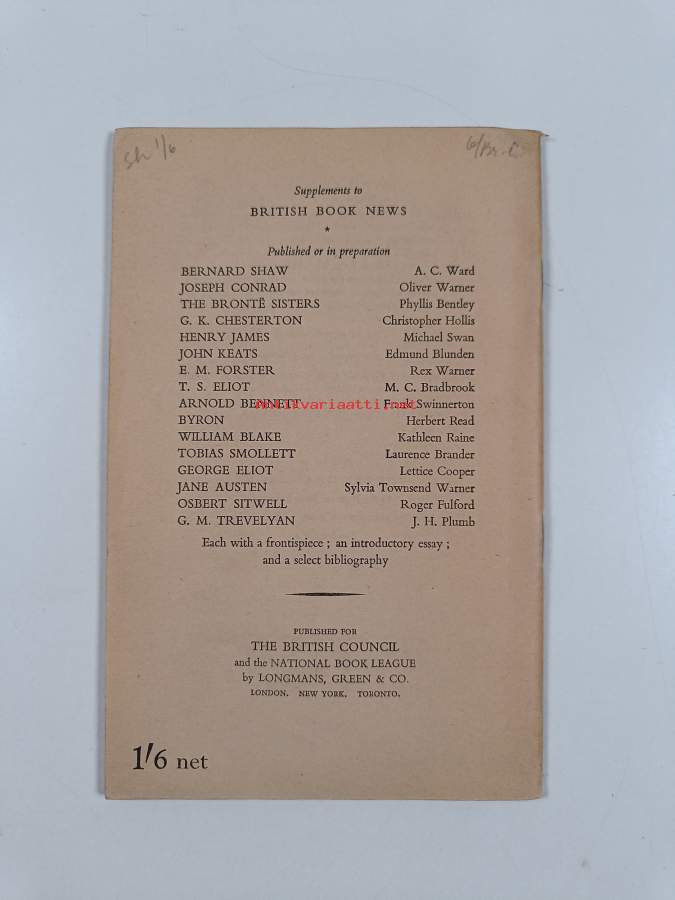 sh 1/6
Supplements to
BRITISH BOOK NEWS
*
Published or in preparation
BERNARD SHAW A. C. Ward
JOSEPH CONRAD Oliver Warner
THE BRONTË SISTERS Phyllis Bentley
G. K. CHESTERTON Christopher Hollis
HENRY JAMES Michael Swan
JOHN KEATS Edmund Blunden
E. M. FORSTER Rex Warner
T. S. ELIOT M. C. Bradbrook
ARNOLD BENNETT Frank Swinnerton
antikvariaatti.net
BYRON Herbert Read
WILLIAM BLAKE Kathleen Raine
TOBIAS SMOLLETT Laurence Brander
GEORGE ELIOT Lettice Cooper
JANE AUSTEN Sylvia Townsend Warner
OSBERT SITWELL Roger Fulford
G. M. TREVELYAN J. H. Plumb
Each with a frontispiece ; an introductory essay ;
and a select bibliography
PUBLISHED FOR
THE BRITISH COUNCIL
and the NATIONAL BOOK LEAGUE
by LONGMANS, GREEN & CO.
LONDON. NEW YORK. TORONTO.
1/6 net